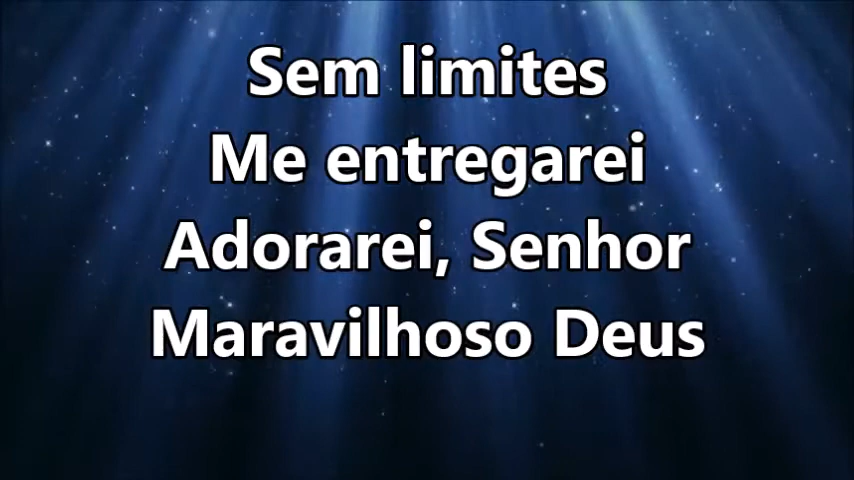 Sem limites
Me entregarei
Adorarei, Senhor
Maravilhoso Deus